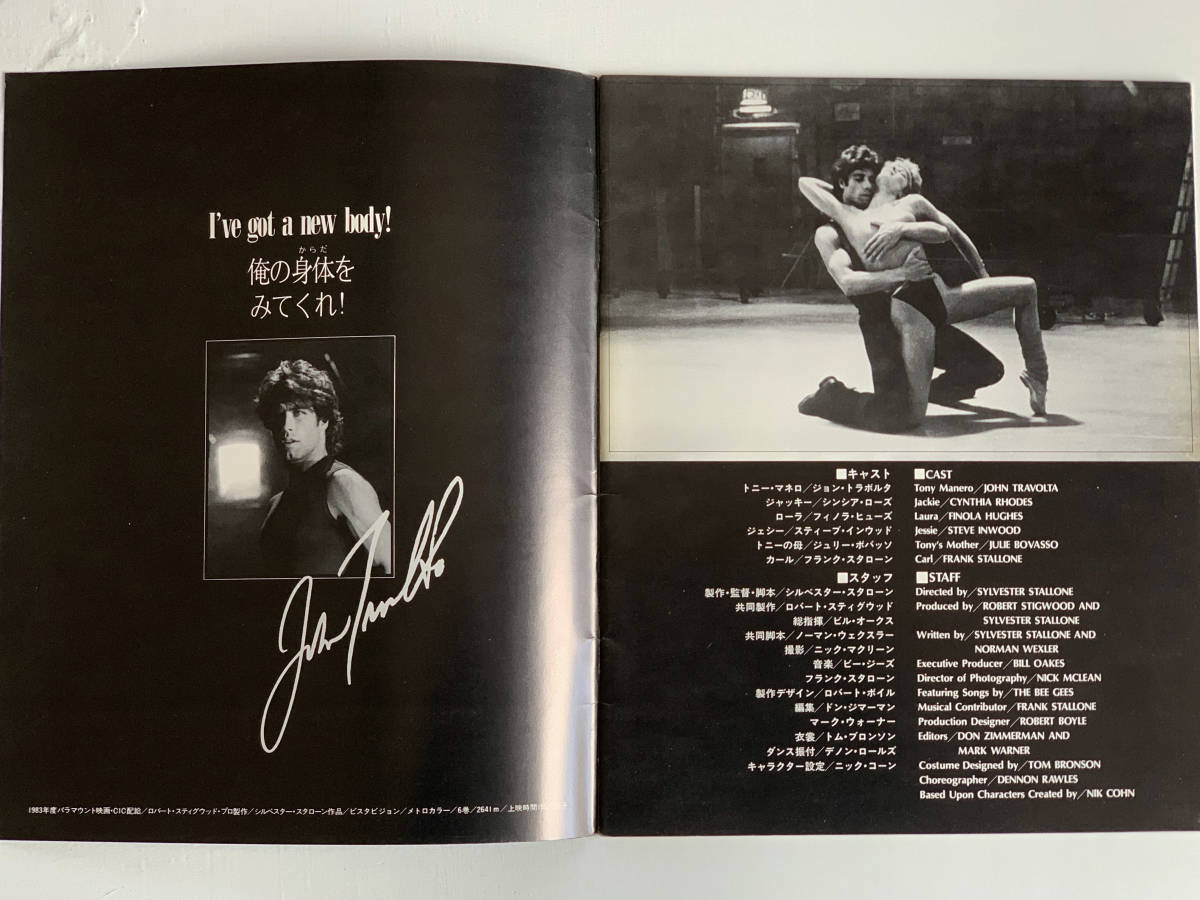 I've got a new body!
からだ
俺の身体を
みてくれ!
John Travolta
1983年度パラマウント映画・CIC配給／ロバート・スティグウッド・プロ製作／シルベスター・スタローン作品／ビスタビジョン／メトロカラー／6巻／2641m／上映時間
■キャスト
トニー・マネロ／ジョン・トラボルタ
ジャッキー／シンシア・ローズ
ローラ／フィノラ・ヒューズ
ジェシー／スティーブ・インウッド
トニーの母／ジュリー・ボバッソ
カール／フランク・スタローン
■スタッフ
製作・監督・脚本／シルベスター・スタローン
共同製作／ロバート・スティグウッド
総指揮／ビル・オークス
共同脚本／ノーマン・ウェクスラー
撮影／ニック・マクリーン
音楽／ビー・ジーズ
フランク・スタローン
製作デザイン／ロバート・ボイル
編集／ドン・ジマーマン
マーク・ウォーナー
衣裳／トム・ブロンソン
ダンス振付／デノン・ロールズ
キャラクター設定／ニック・コーン
■CAST
Tony Manero／JOHN TRAVOLTA
Jackie／CYNTHIA RHODES
Laura／FINOLA HUGHES
Jessie／STEVE INWOOD
Tony's Mother／JULIE BOVASSO
Carl／FRANK STALLONE
■STAFF
Directed by／SYLVESTER STALLONE
Produced by／ROBERT STIGWOOD AND
SYLVESTER STALLONE
Written by／SYLVESTER STALLONE AND
NORMAN WEXLER
Executive Producer／BILL OAKES
Director of Photography／NICK MCLEAN
Featuring Songs by／THE BEE GEES
Musical Contributor／FRANK STALLONE
Production Designer／ROBERT BOYLE
Editors／DON ZIMMERMAN AND
MARK WARNER
Costume Designed by／TOM BRONSON
Choreographer／DENNON RAWLES
Based Upon Characters Created by／NIK COHN